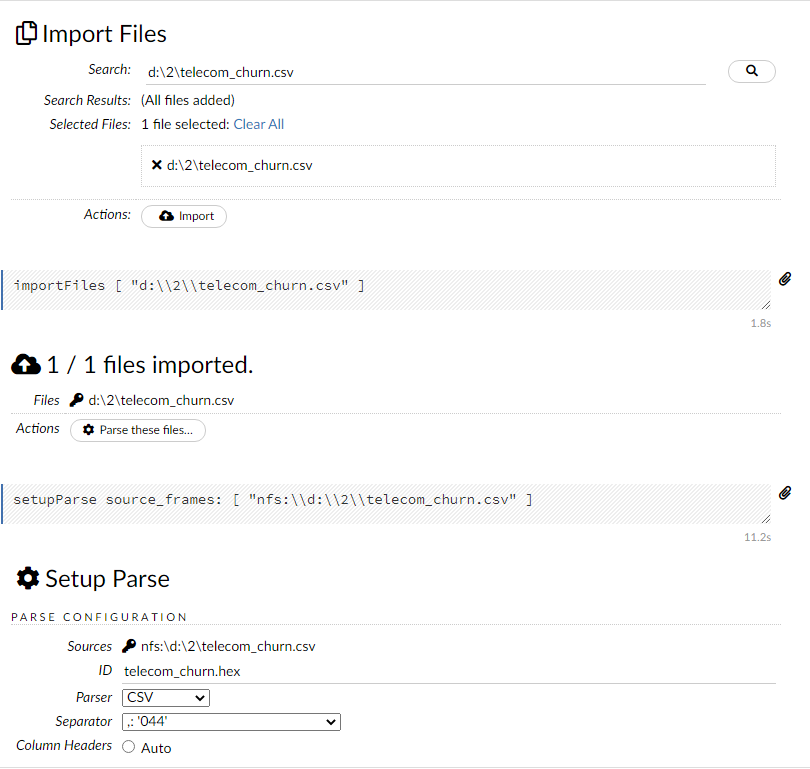 Import Files
Search: d:\2\telecom_churn.csv
Search Results: (All files added)
Selected Files: 1 file selected: Clear All
d:\2\telecom_churn.csv
Actions: Import
importFiles [ "d:\\2\\telecom_churn.csv" ]
1.8s
1 / 1 files imported.
Files d:\2\telecom_churn.csv
Actions Parse these files...
setupParse source_frames: [ "nfs:\\d:\\2\\telecom_churn.csv" ]
11.2s
Setup Parse
PARSE CONFIGURATION
Sources nfs:\d:\2\telecom_churn.csv
ID telecom_churn.hex
Parser CSV
Separator ,: '044'
Column Headers Auto